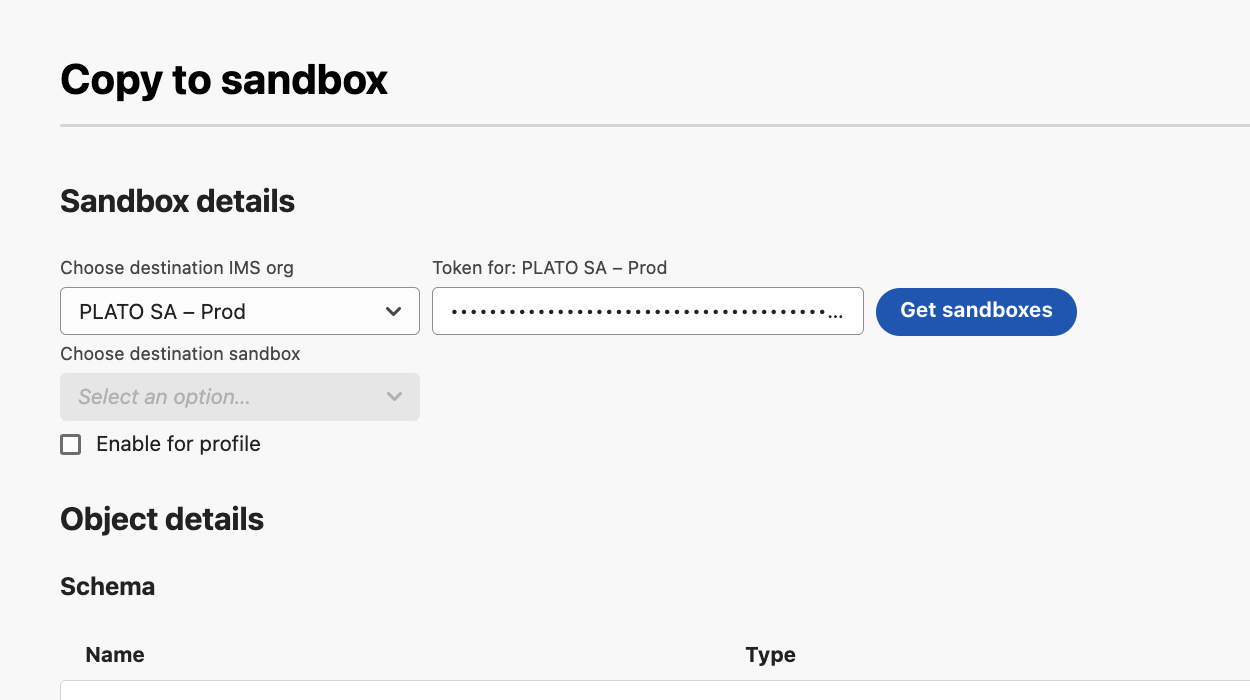 Copy to sandbox
Sandbox details
Choose destination IMS org
Token for: PLATO SA – Prod
PLATO SA – Prod
•••••••••••••••••••••••••••••••••••••••...
Get sandboxes
Choose destination sandbox
Select an option...
Enable for profile
Object details
Schema
Name
Type